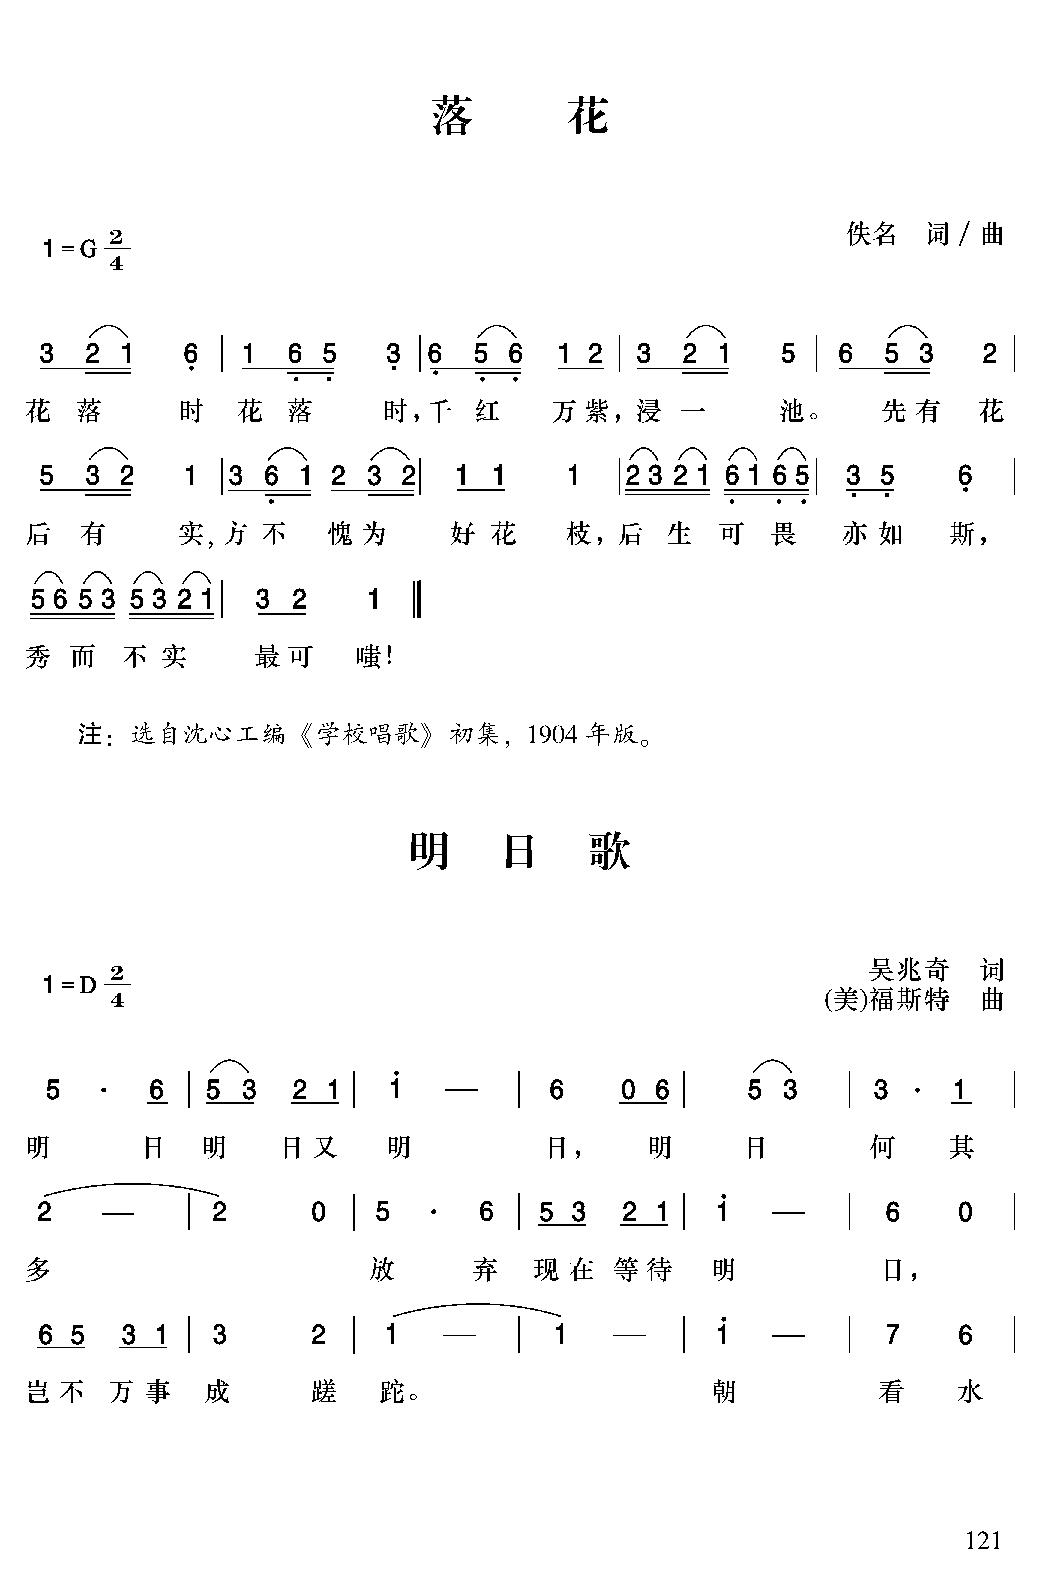 落 花
1=G 2/4
佚名 词/曲
3 2 1 6 | 1 6 5 3 | 6 5 6 1 2 | 3 2 1 5 | 6 5 3 2 |
花 落 时 花 落 时，千 红 万 紫，浸 一 池。 先 有 花
5 3 2 1 | 3 6 1 2 3 2 | 1 1 1 | 2 3 2 1 6 1 6 5 | 3 5 6 |
后 有 实，方 不 愧 为 好 花 枝，后 生 可 畏 亦 如 斯，
5 6 5 3 5 3 2 1 | 3 2 1 ‖
秀 而 不 实 最 可 嗤！
注：选自沈心工编《学校唱歌》初集，1904年版。
明 日 歌
1=D 2/4
吴兆奇 词
(美)福斯特 曲
5 · 6 | 5 3 2 1 | 1 — | 6 0 6 | 5 3 | 3 · 1 |
明 日 明 日 又 明 日， 明 日 何 其
2 — | 2 0 | 5 · 6 | 5 3 2 1 | 1 — | 6 0 |
多 放 弃 现 在 等 待 明 日，
6 5 3 1 | 3 2 | 1 — | 1 — | 1 — | 7 6 |
岂 不 万 事 成 蹉 跎。 朝 看 水
121